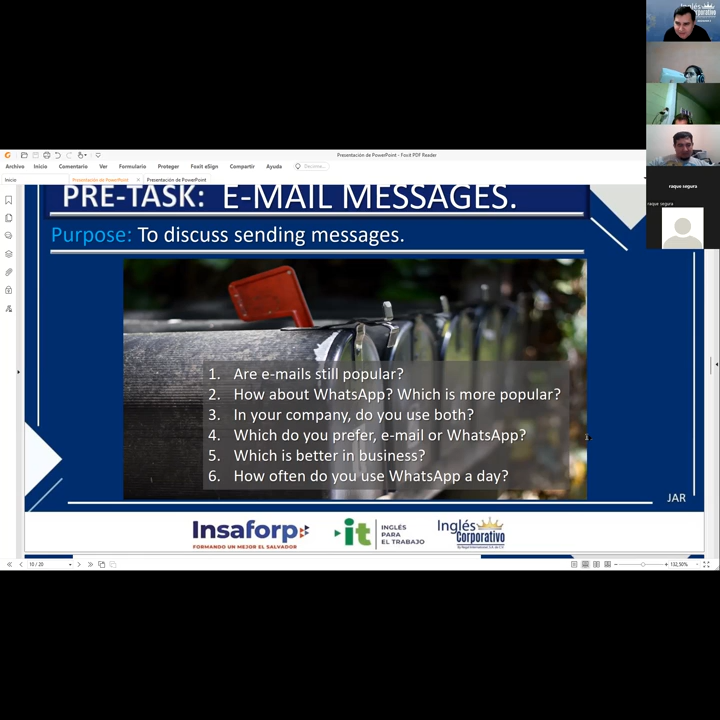 Presentación de PowerPoint - Foxit PDF Reader
Archivo Inicio Comentario Ver Formulario Proteger Foxit eSign Compartir Ayuda
Inicio Presentación de PowerPoint Presentación de PowerPoint
PRE-TASK: E-MAIL MESSAGES.
Purpose: To discuss sending messages.
1. Are e-mails still popular?
2. How about WhatsApp? Which is more popular?
3. In your company, do you use both?
4. Which do you prefer, e-mail or WhatsApp?
5. Which is better in business?
6. How often do you use WhatsApp a day?
JAR
Insaforp
FORMANDO UN MEJOR EL SALVADOR
it
INGLÉS
PARA
EL TRABAJO
Inglés
Corporativo
10 / 20
132,50%
Inglés
Corporativo
raque segura
raque segura